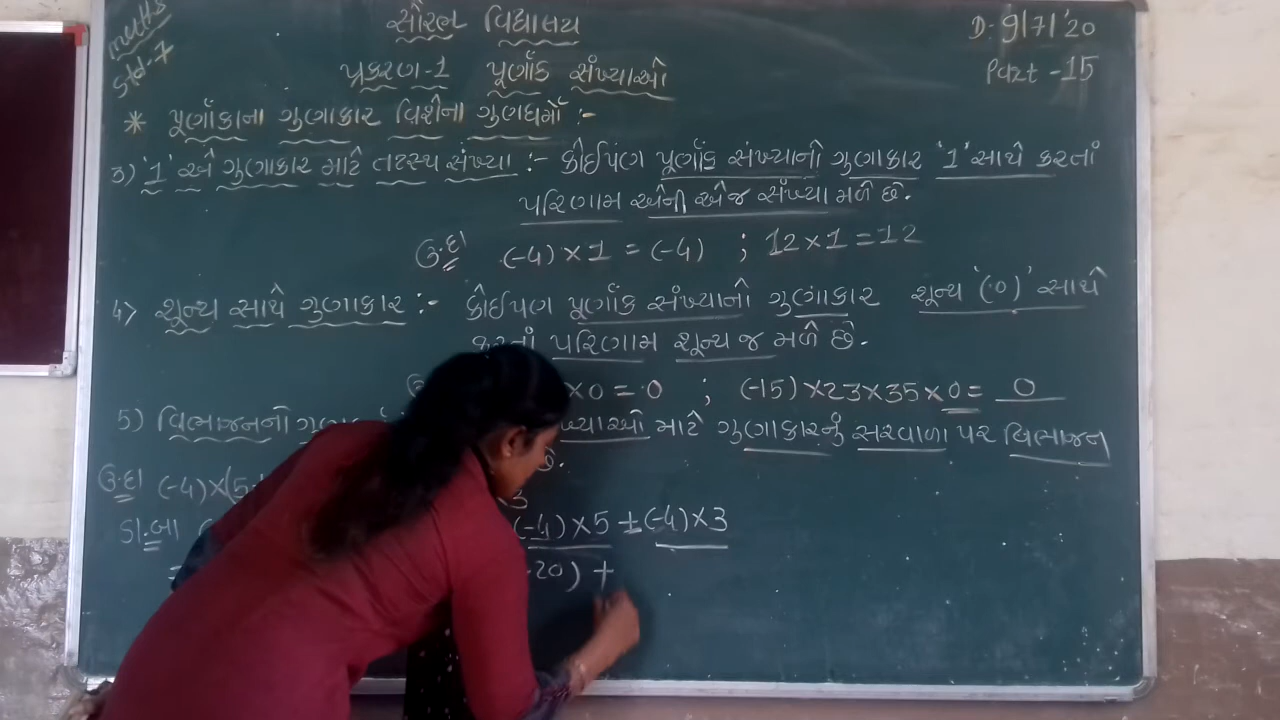 maths
Std-7
સૌરભ વિદ્યાલય
D- 9/7/'20
Part -15
પ્રકરણ-1 પૂર્ણાંક સંખ્યાઓ
* પૂર્ણાંકોના ગુણાકાર વિશેના ગુણધર્મો :-
3) '1' એ ગુણાકાર માટે તટસ્થ સંખ્યા :- કોઈપણ પૂર્ણાંક સંખ્યાનો ગુણાકાર '1' સાથે કરતાં
પરિણામ એની એ જ સંખ્યા મળે છે.
ઉ.દા (-4) × 1 = (-4) ; 12 × 1 = 12
4) શૂન્ય સાથે ગુણાકાર :- કોઈપણ પૂર્ણાંક સંખ્યાનો ગુણાકાર શૂન્ય '(0)' સાથે
કરતાં પરિણામ શૂન્ય જ મળે છે.
× 0 = 0 ; (-15) × 23 × 35 × 0 = 0
5) વિભાજનનો માટે ગુણાકારનું સરવાળા પર વિભાજન
છે.
ઉ.દા (-4) × (5 3
ડા.બા (-4) × 5 + (-4) × 3
= -20) +